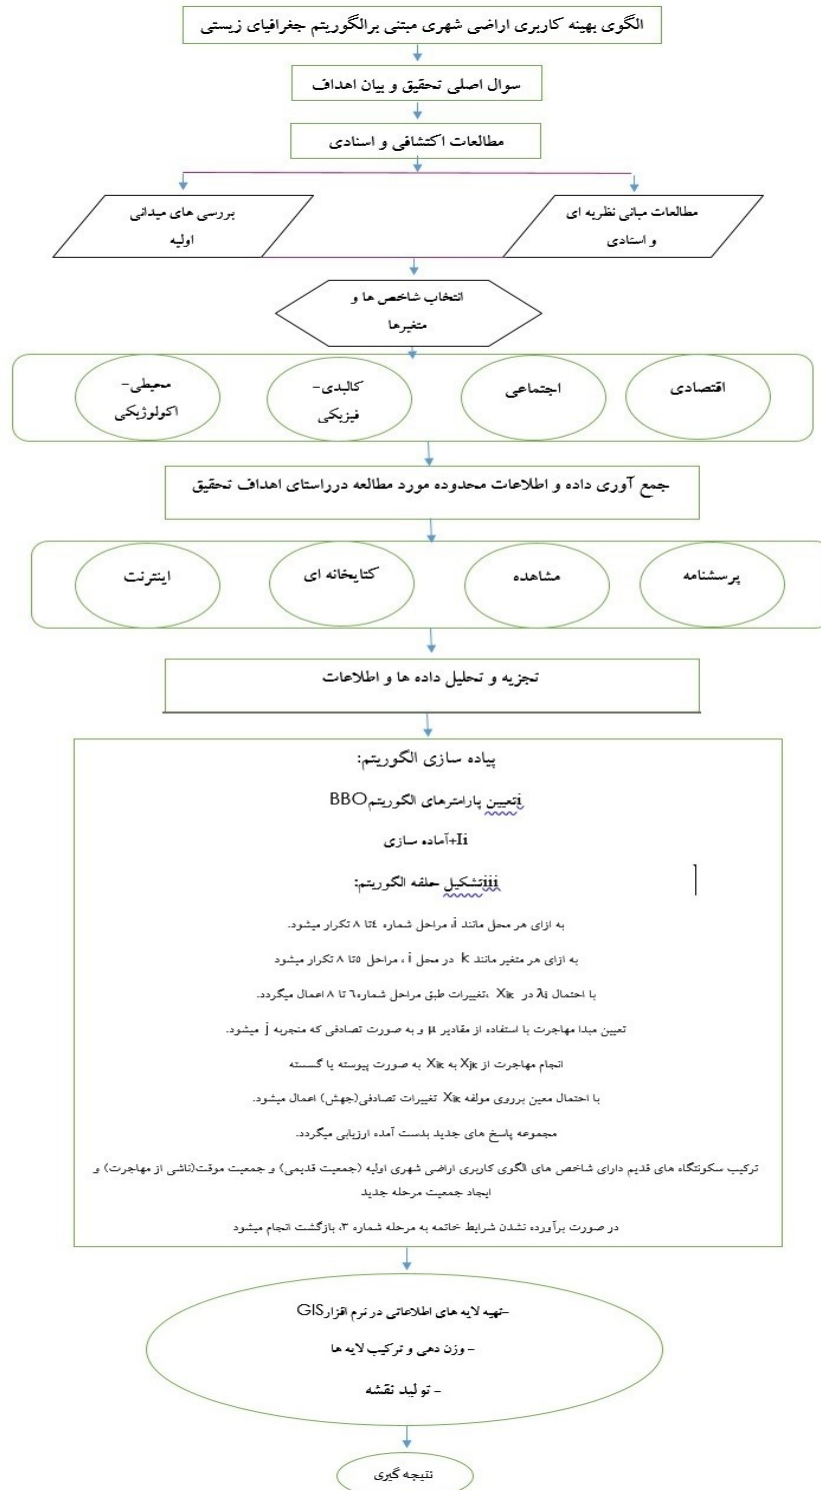 الگوی بهینه کاربری اراضی شهری مبتنی برالگوریتم جغرافیای زیستی
سوال اصلی تحقیق و بیان اهداف
مطالعات اکتشافی و اسنادی
مطالعات مبانی نظریه ای
و اسنادی
بررسی های میدانی
اولیه
انتخاب شاخص ها و
متغیرها
اقتصادی
اجتماعی
کالبدی-
فیزیکی
محیطی-
اکولوژیکی
جمع آوری داده و اطلاعات محدوده مورد مطالعه درراستای اهداف تحقیق
پرسشنامه
مشاهده
کتابخانه ای
اینترنت
تجزیه و تحلیل داده ها و اطلاعات
پیاده سازی الگوریتم:
iتعیین پارامترهای الگوریتمBBO
Ii+آماده سازی
iiiتشکیل حلقه الگوریتم:
به ازای هر محل مانند i، مراحل شماره ٤تا ٨ تکرار میشود.
به ازای هر متغیر مانند k در محل i ، مراحل ٥تا ٨ تکرار میشود
با احتمال λi در Xik ،تغییرات طبق مراحل شماره٦ تا ٨ اعمال میگردد.
تعیین مبدا مهاجرت با استفاده از مقادیر μ و به صورت تصادفی که منجربه j میشود.
انجام مهاجرت از Xjk به Xik به صورت پیوسته یا گسسته
با احتمال معین برروی مولفه Xik تغییرات تصادفی(جهش) اعمال میشود.
مجموعه پاسخ های جدید بدست آمده ارزیابی میگردد.
ترکیب سکونتگاه های قدیم دارای شاخص های الگوی کاربری اراضی شهری اولیه (جمعیت قدیمی) و جمعیت موقت(ناشی از مهاجرت) و
ایجاد جمعیت مرحله جدید
در صورت برآورده نشدن شرایط خاتمه به مرحله شماره ٣، بازگشت انجام میشود
-تهیه لایه های اطلاعاتی در نرم افزارGIS
- وزن دهی و ترکیب لایه ها
- تولید نقشه
نتیجه گیری